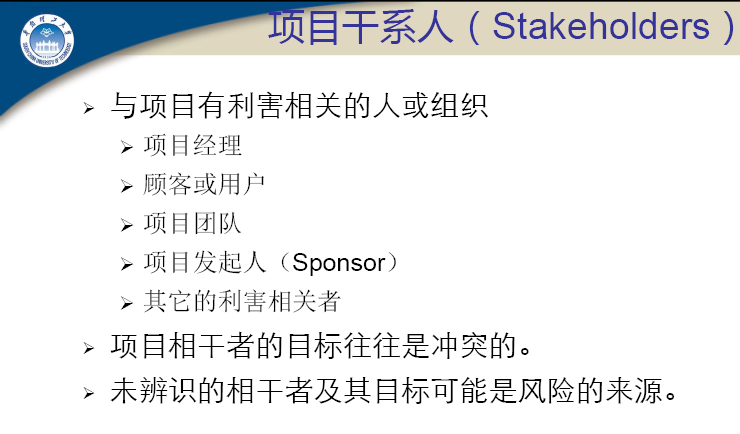 项目干系人（Stakeholders）
与项目有利害相关的人或组织
项目经理
顾客或用户
项目团队
项目发起人（Sponsor）
其它的利害相关者
项目相干者的目标往往是冲突的。
未辨识的相干者及其目标可能是风险的来源。